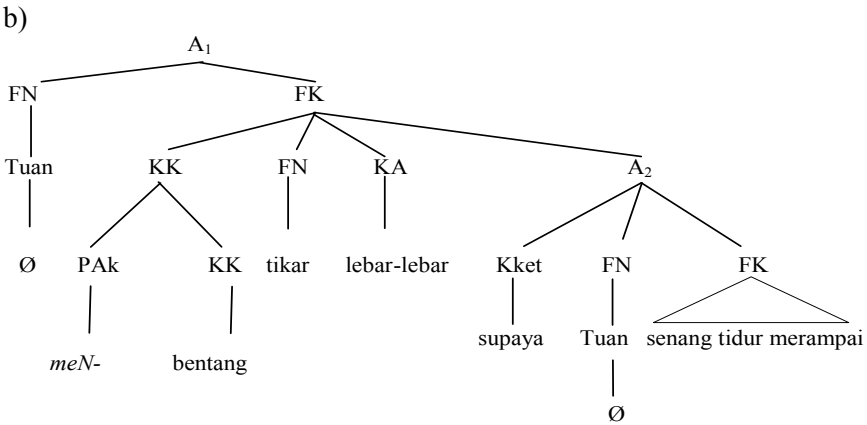 b)
A₁
FN FK
Tuan KK FN KA A₂
Ø PAk KK tikar lebar-lebar Kket FN FK
supaya Tuan senang tidur merampai
meN- bentang
Ø